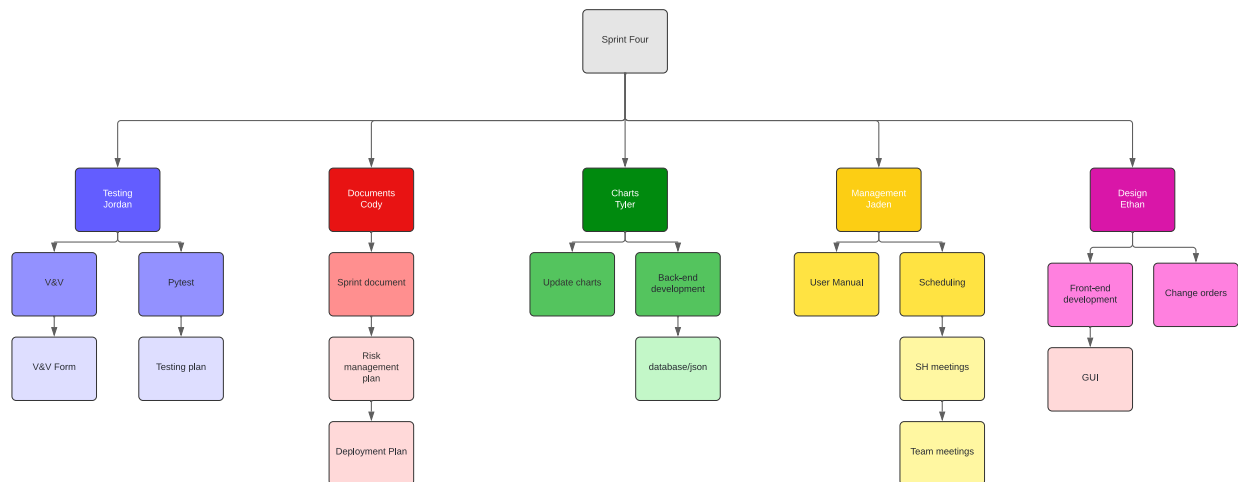 Sprint Four
Testing
Jordan
Documents
Cody
Charts
Tyler
Management
Jaden
Design
Ethan
V&V
Pytest
Sprint document
Update charts
Back-end
development
User Manual
Scheduling
Front-end
development
Change orders
V&V Form
Testing plan
Risk
management
plan
database/json
SH meetings
GUI
Deployment Plan
Team meetings